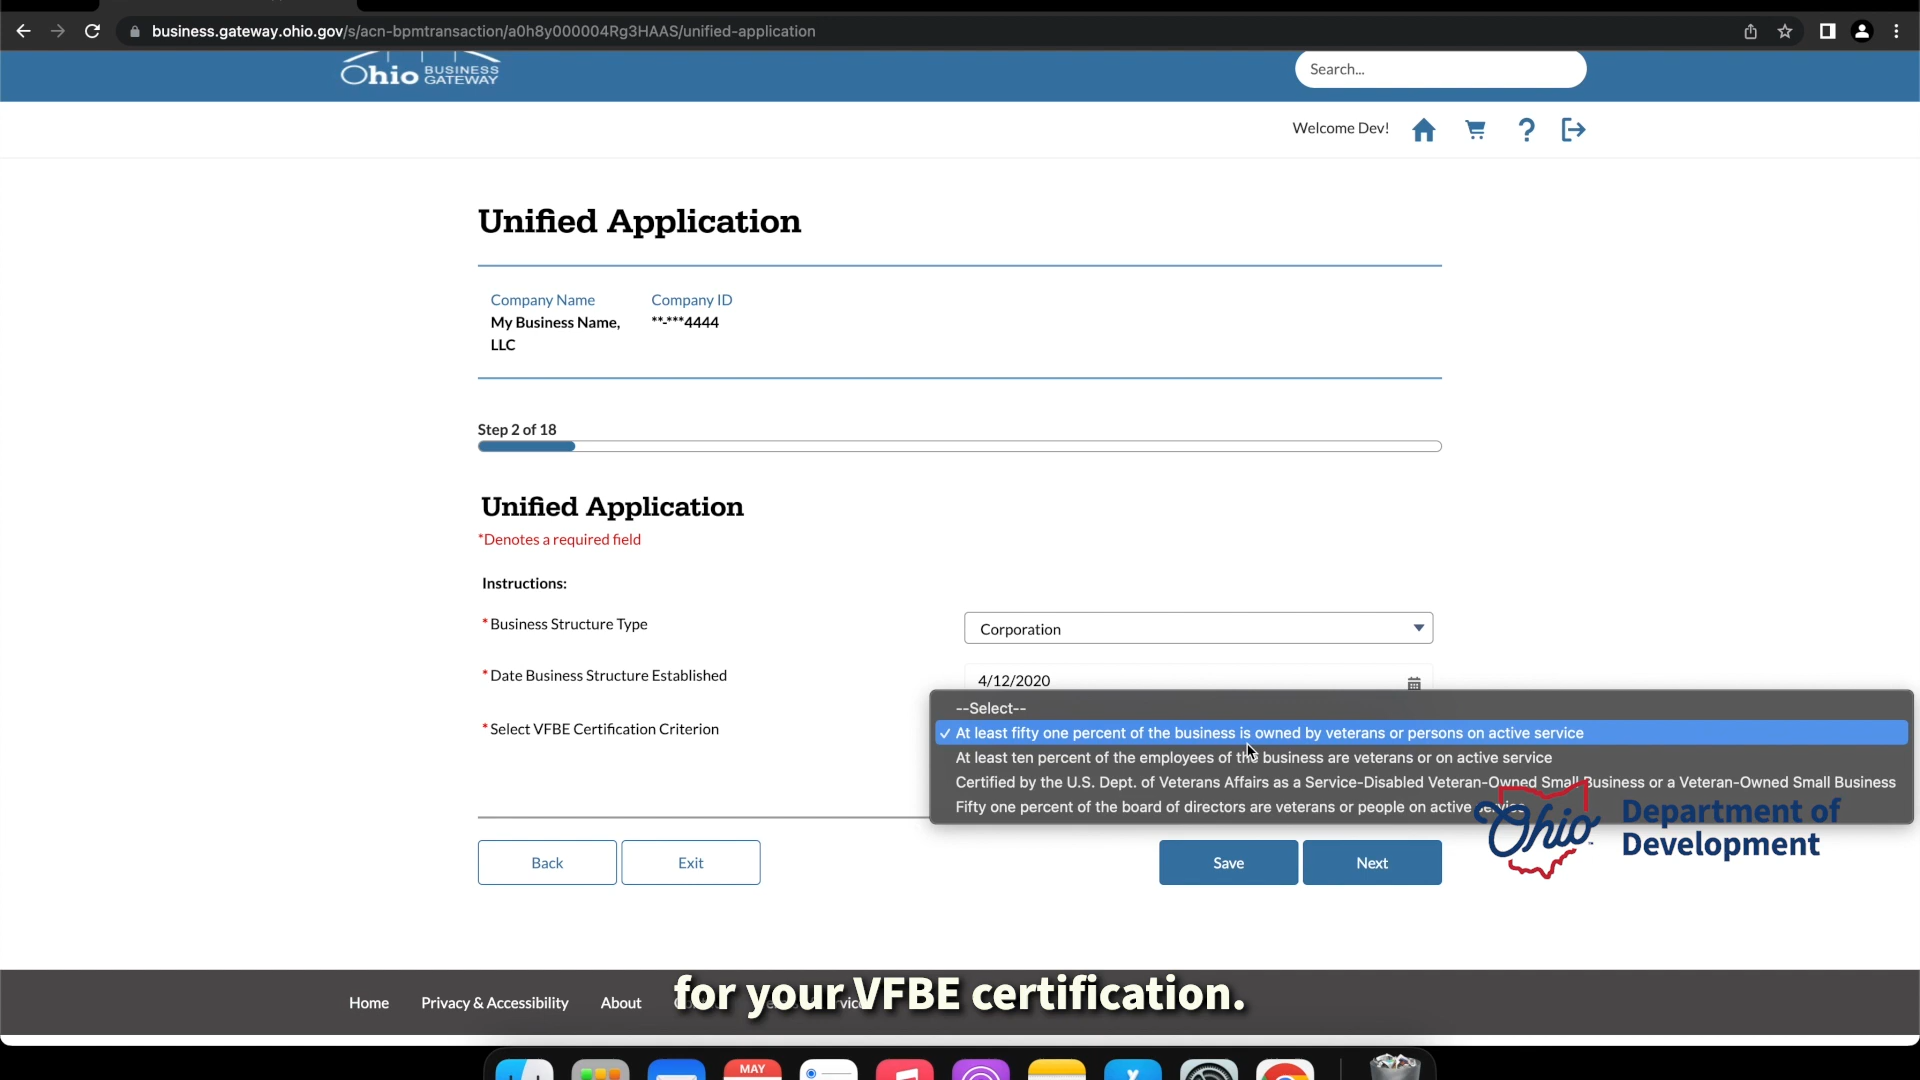 business.gateway.ohio.gov/s/acn-bpmtransaction/a0h8y000004Rg3HAAS/unified-application
Ohio BUSINESS GATEWAY
Search...
Welcome Dev!
Unified Application
Company Name
Company ID
My Business Name, LLC
**-***4444
Step 2 of 18
Unified Application
*Denotes a required field
Instructions:
*Business Structure Type
Corporation
*Date Business Structure Established
4/12/2020
*Select VFBE Certification Criterion
--Select--
✓ At least fifty one percent of the business is owned by veterans or persons on active service
At least ten percent of the employees of the business are veterans or on active service
Certified by the U.S. Dept. of Veterans Affairs as a Service-Disabled Veteran-Owned Small Business or a Veteran-Owned Small Business
Fifty one percent of the board of directors are veterans or people on active service
Ohio Department of Development
Back
Exit
Save
Next
Home
Privacy & Accessibility
About
for your VFBE certification.
MAY